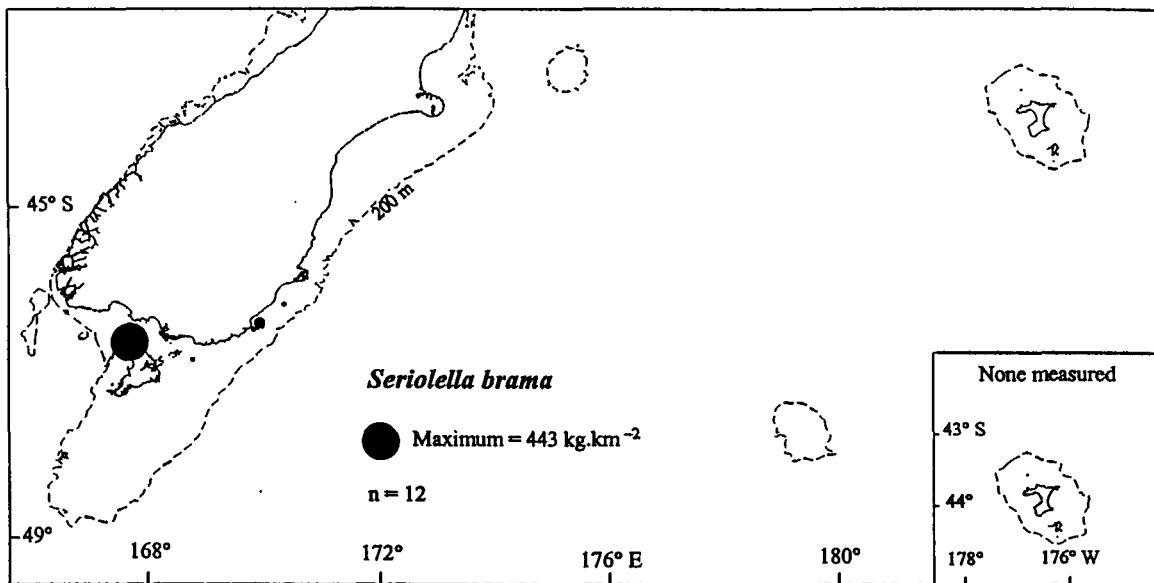 45° S
200 m
Seriolella brama
Maximum = 443 kg.km⁻²
n = 12
49°
168°
172°
176° E
180°
None measured
43° S
44°
178°
176° W